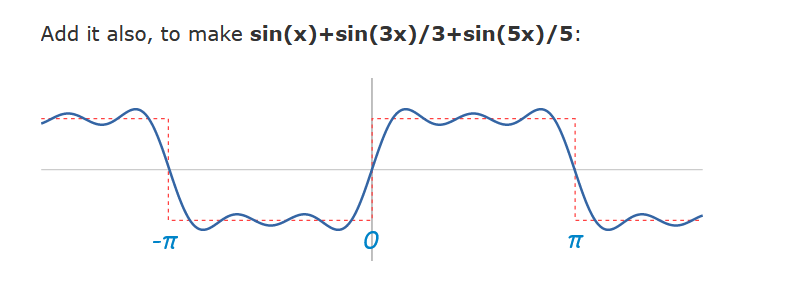 Add it also, to make sin(x)+sin(3x)/3+sin(5x)/5:
-π 0 π